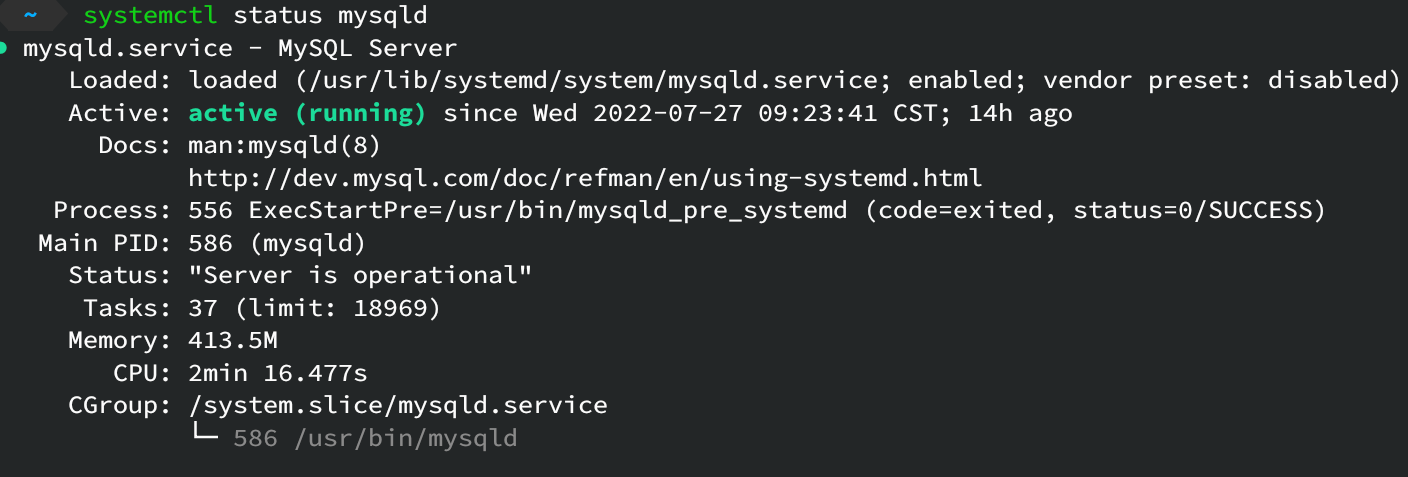 ~ systemctl status mysqld
● mysqld.service - MySQL Server
Loaded: loaded (/usr/lib/systemd/system/mysqld.service; enabled; vendor preset: disabled)
Active: active (running) since Wed 2022-07-27 09:23:41 CST; 14h ago
Docs: man:mysqld(8)
http://dev.mysql.com/doc/refman/en/using-systemd.html
Process: 556 ExecStartPre=/usr/bin/mysqld_pre_systemd (code=exited, status=0/SUCCESS)
Main PID: 586 (mysqld)
Status: "Server is operational"
Tasks: 37 (limit: 18969)
Memory: 413.5M
CPU: 2min 16.477s
CGroup: /system.slice/mysqld.service
└─ 586 /usr/bin/mysqld